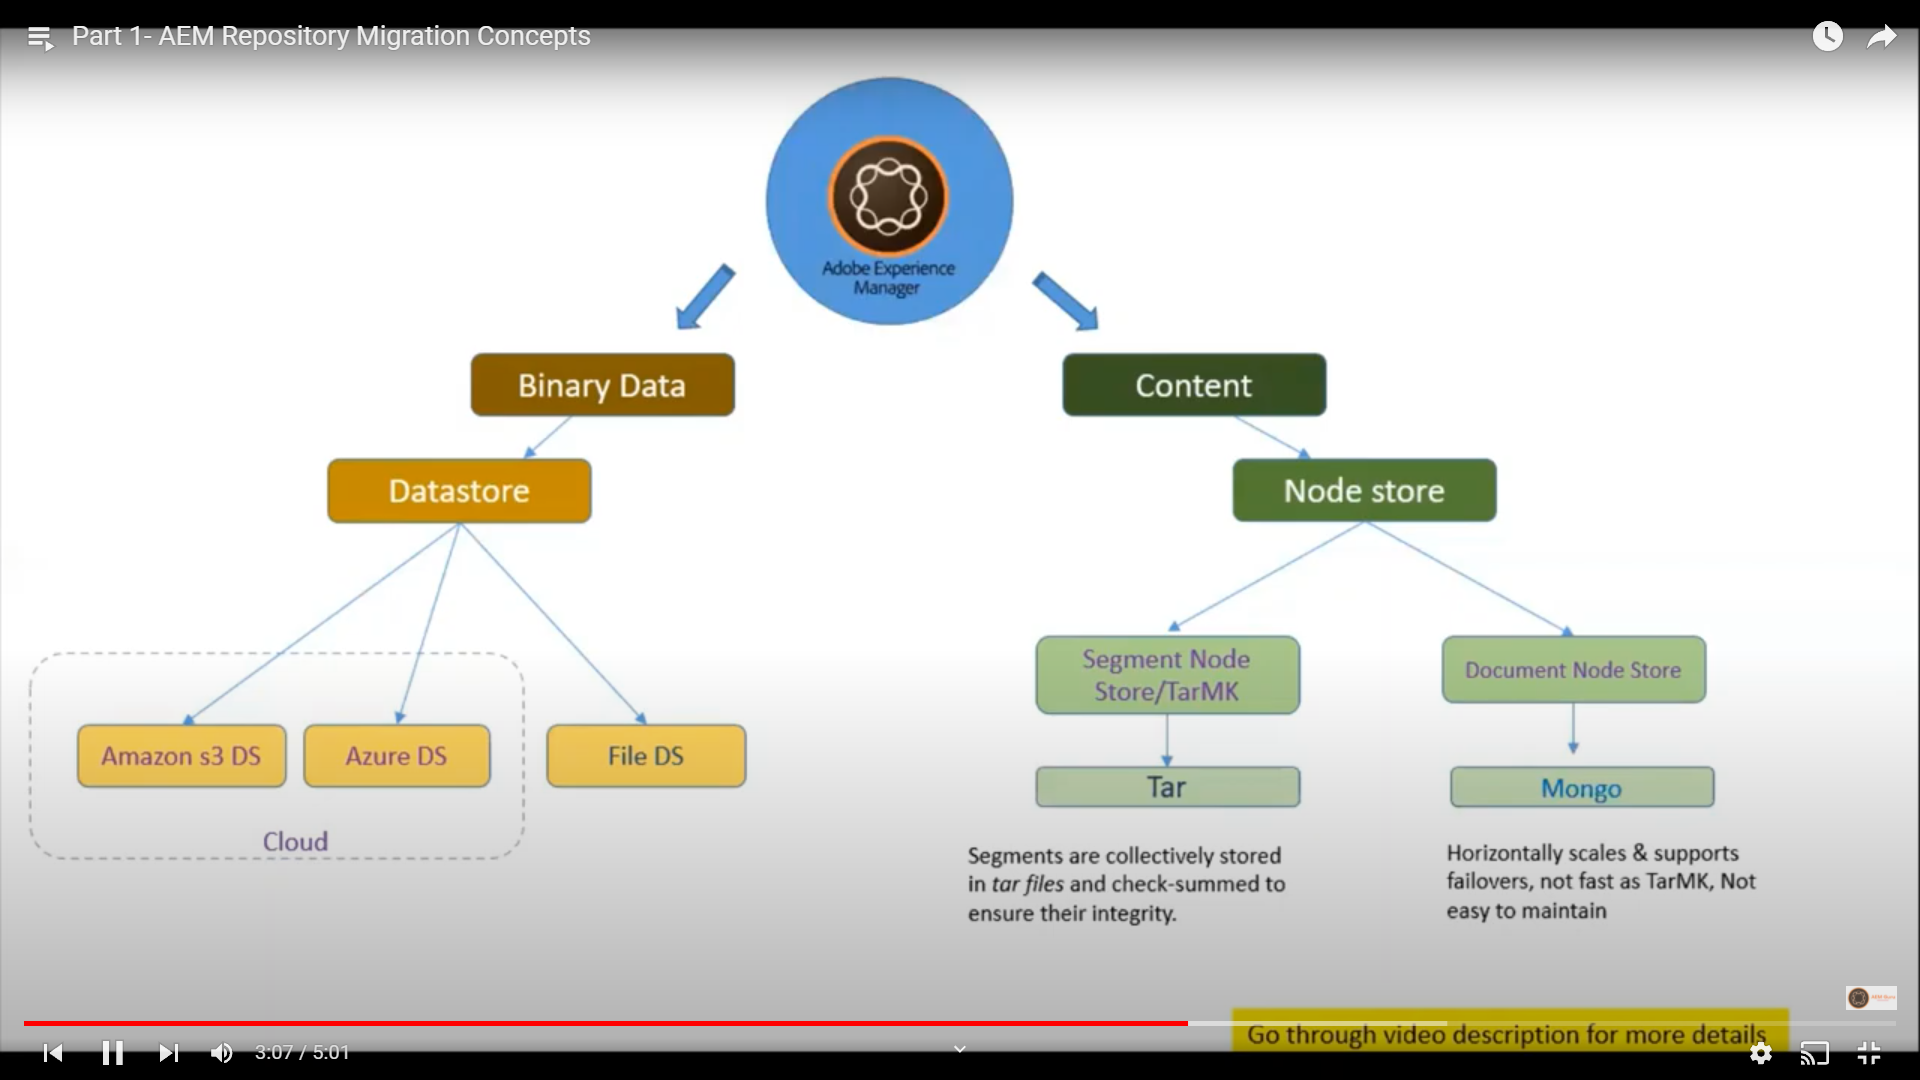 Part 1- AEM Repository Migration Concepts
Adobe Experience
Manager
Binary Data
Content
Datastore
Node store
Segment Node
Store/TarMK
Document Node Store
Amazon s3 DS
Azure DS
File DS
Tar
Mongo
Cloud
Segments are collectively stored
in tar files and check-summed to
ensure their integrity.
Horizontally scales & supports
failovers, not fast as TarMK, Not
easy to maintain
Go through video description for more details
3:07 / 5:01